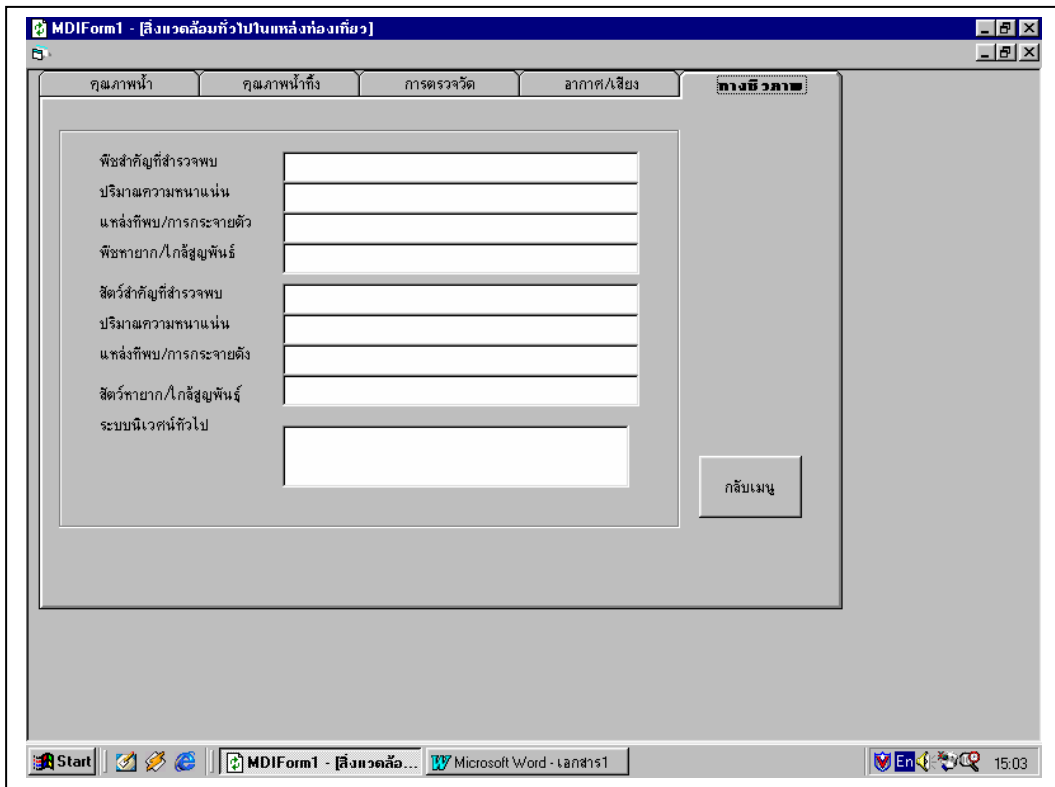 MDIForm1 - [สิ่งแวดล้อมทั่วไปในแหล่งท่องเที่ยว]
คุณภาพน้ำ
คุณภาพน้ำทิ้ง
การตรวจวัด
อากาศ/เสียง
ทางชีวภาพ
พืชสำคัญที่สำรวจพบ
ปริมาณความหนาแน่น
แหล่งที่พบ/การกระจายตัว
พืชหายาก/ใกล้สูญพันธ์
สัตว์สำคัญที่สำรวจพบ
ปริมาณความหนาแน่น
แหล่งที่พบ/การกระจายดัง
สัตว์หายาก/ใกล้สูญพันธุ์
ระบบนิเวศน์ทั่วไป
กลับเมนู
Start
MDIForm1 - [สิ่งแวดล้อ...
Microsoft Word - เอกสาร1
En
15:03